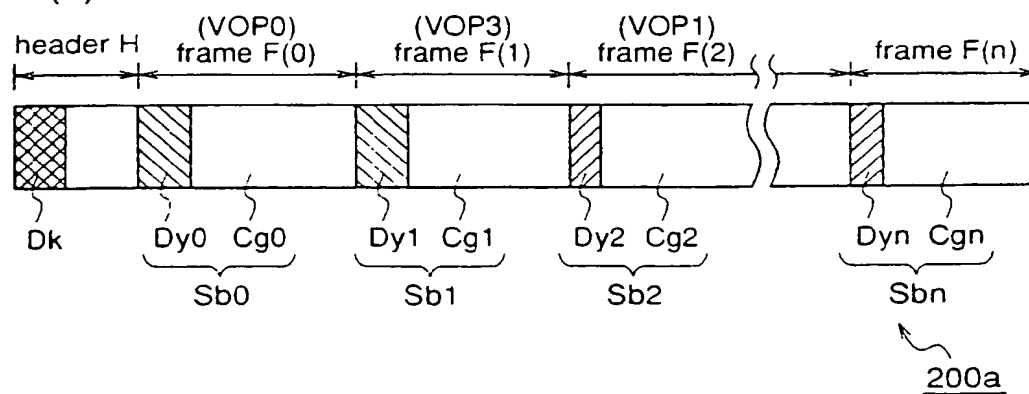 (VOP0) (VOP3) (VOP1)
header H frame F(0) frame F(1) frame F(2) frame F(n)
Dk Dy0 Cg0 Dy1 Cg1 Dy2 Cg2 Dyn Cgn
Sb0 Sb1 Sb2 Sbn
200a